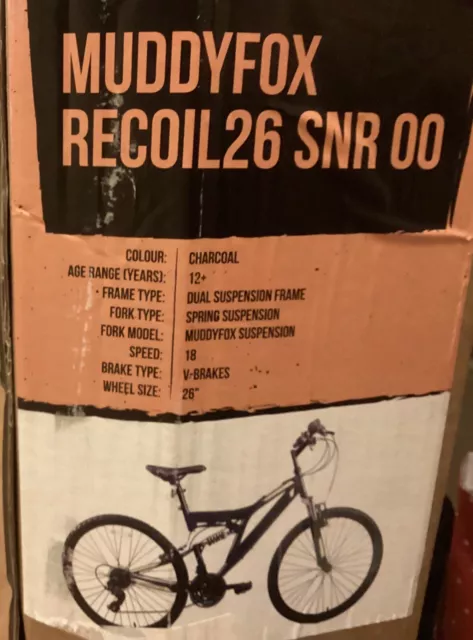 MUDDYFOX
RECOIL26 SNR 00
COLOUR: CHARCOAL
AGE RANGE (YEARS): 12+
FRAME TYPE: DUAL SUSPENSION FRAME
FORK TYPE: SPRING SUSPENSION
FORK MODEL: MUDDYFOX SUSPENSION
SPEED: 18
BRAKE TYPE: V-BRAKES
WHEEL SIZE: 26"